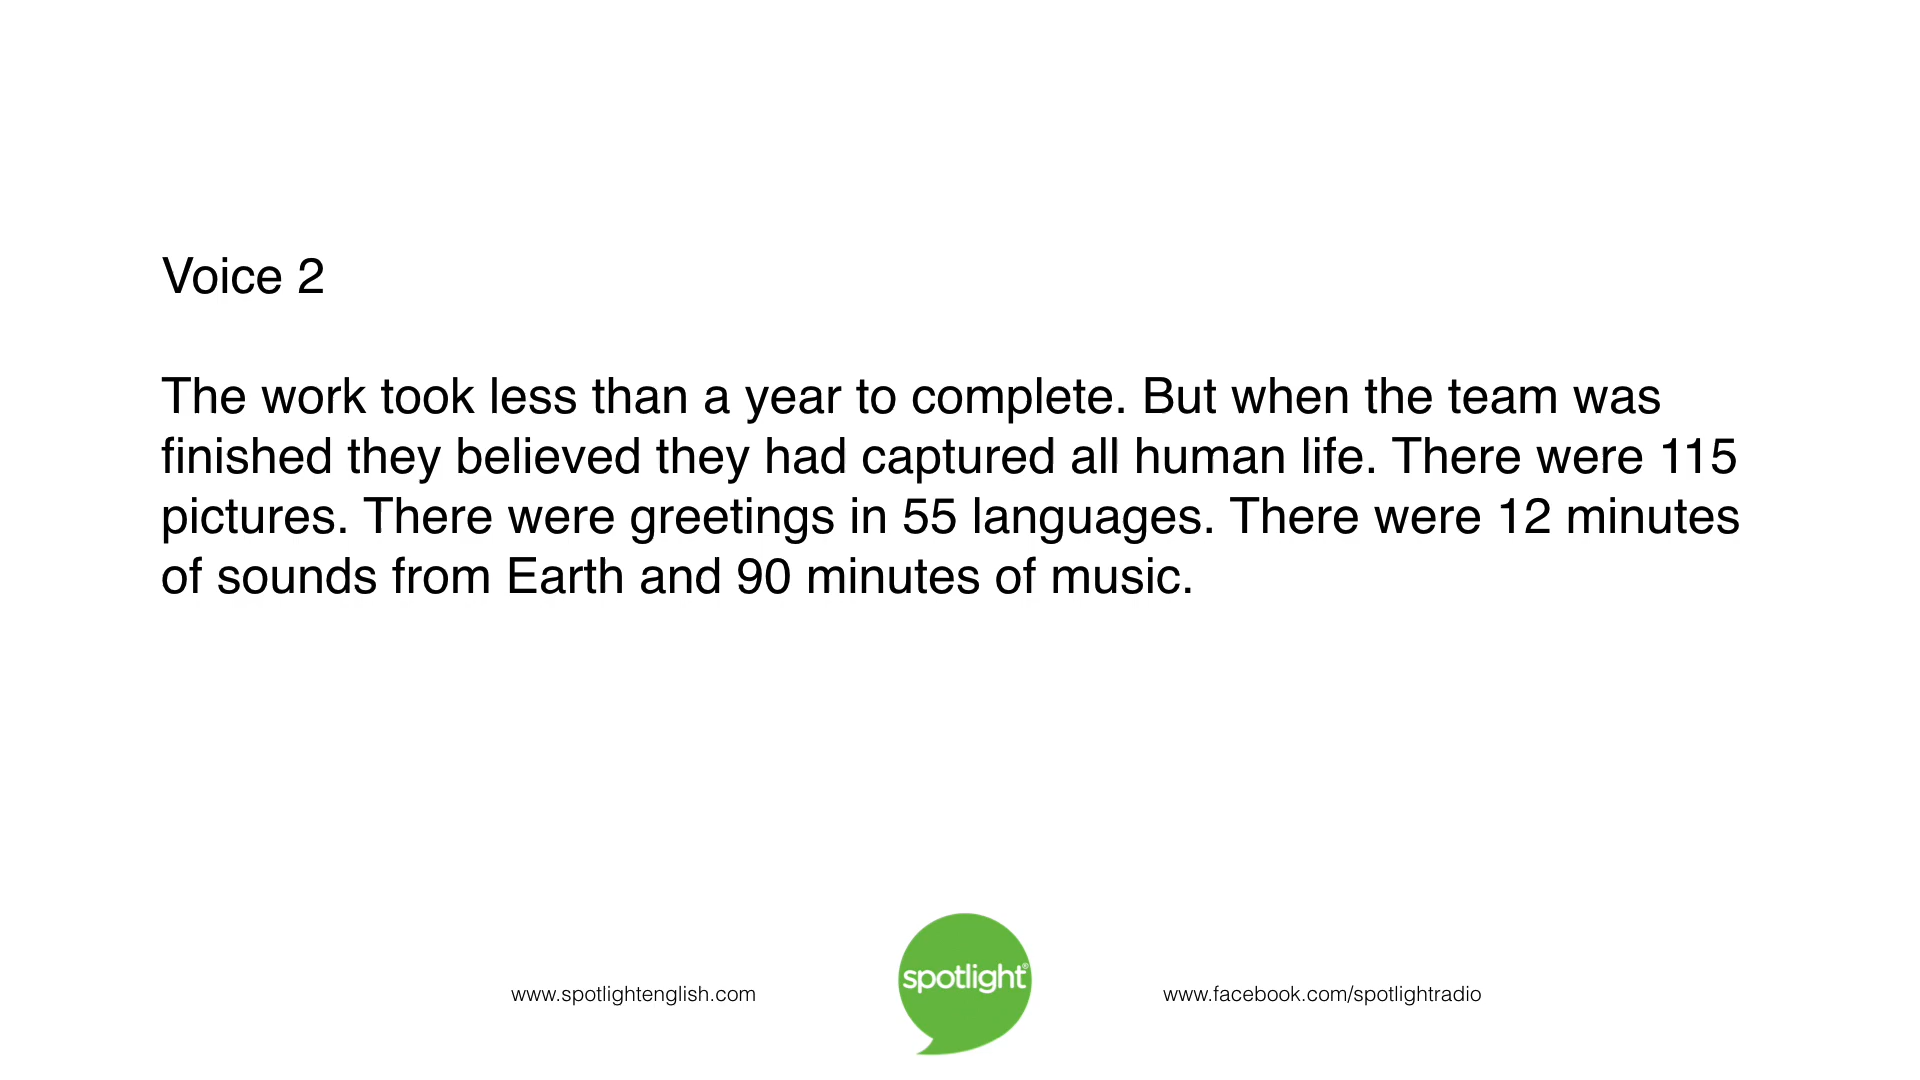 Voice 2
The work took less than a year to complete. But when the team was
finished they believed they had captured all human life. There were 115
pictures. There were greetings in 55 languages. There were 12 minutes
of sounds from Earth and 90 minutes of music.
www.spotlightenglish.com
spotlight®
www.facebook.com/spotlightradio